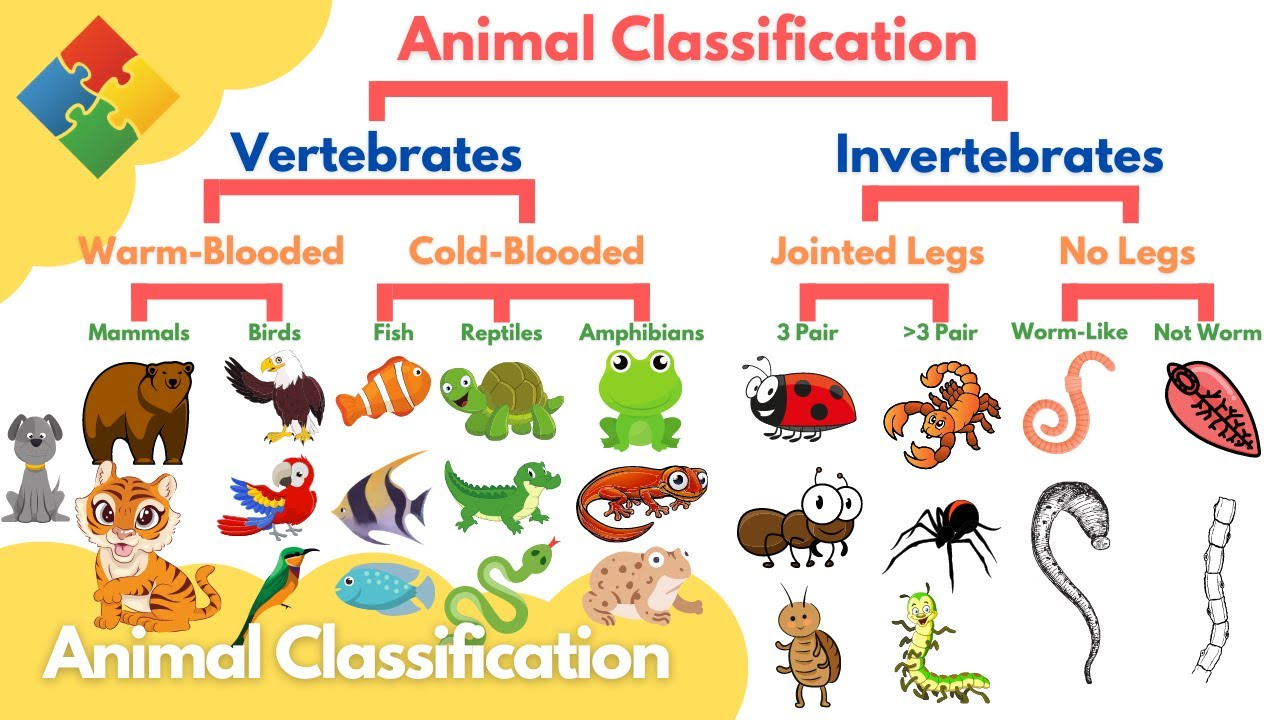 Animal Classification
Vertebrates
Invertebrates
Warm-Blooded
Cold-Blooded
Jointed Legs
No Legs
Mammals
Birds
Fish
Reptiles
Amphibians
3 Pair
>3 Pair
Worm-Like
Not Worm
Animal Classification